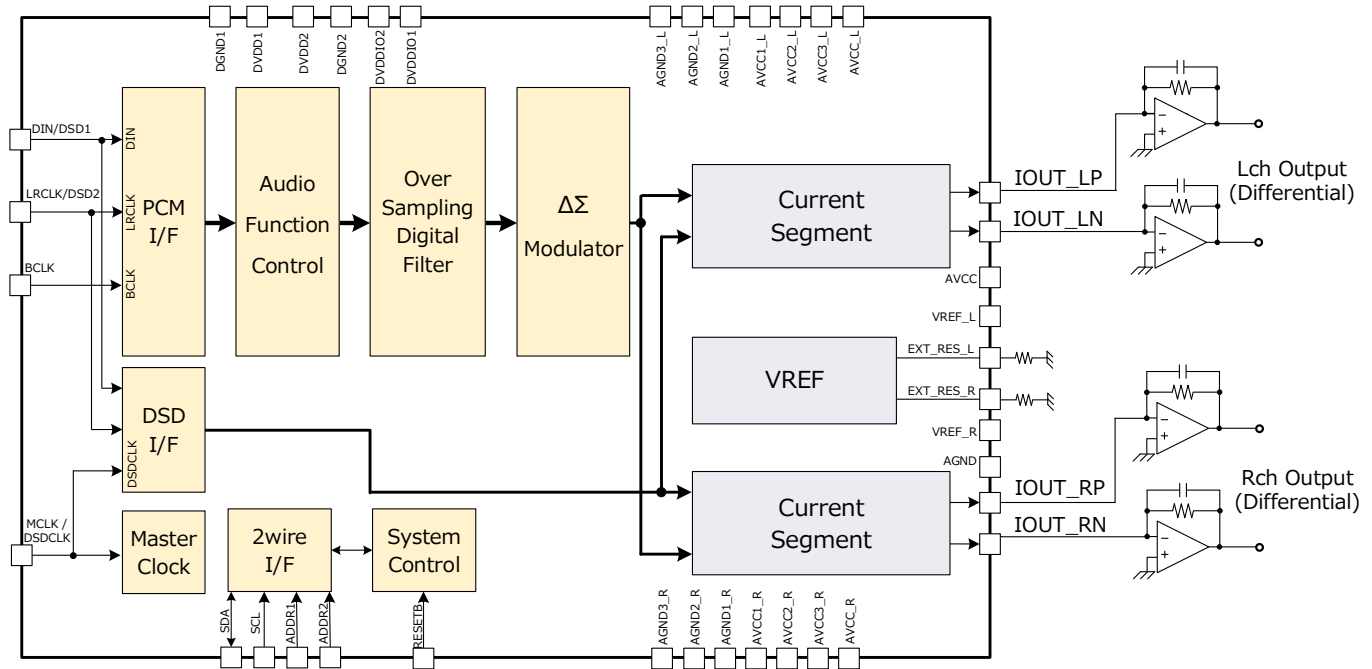 DGND1
DVDD1
DVDD2
DGND2
DVDDIO2
DVDDIO1
AGND3_L
AGND2_L
AGND1_L
AVCC1_L
AVCC2_L
AVCC3_L
AVCC_L
DIN/DSD1
LRCLK/DSD2
BCLK
MCLK /
DSDCLK
DIN
LRCLK
BCLK
PCM
I/F
Audio
Function
Control
Over
Sampling
Digital
Filter
ΔΣ
Modulator
Current
Segment
IOUT_LP
IOUT_LN
Lch Output
(Differential)
AVCC
VREF_L
VREF
EXT_RES_L
EXT_RES_R
VREF_R
AGND
DSD
I/F
DSDCLK
Master
Clock
2wire
I/F
System
Control
Current
Segment
IOUT_RP
IOUT_RN
Rch Output
(Differential)
SDA
SCL
ADDR1
ADDR2
RESETB
AGND3_R
AGND2_R
AGND1_R
AVCC1_R
AVCC2_R
AVCC3_R
AVCC_R